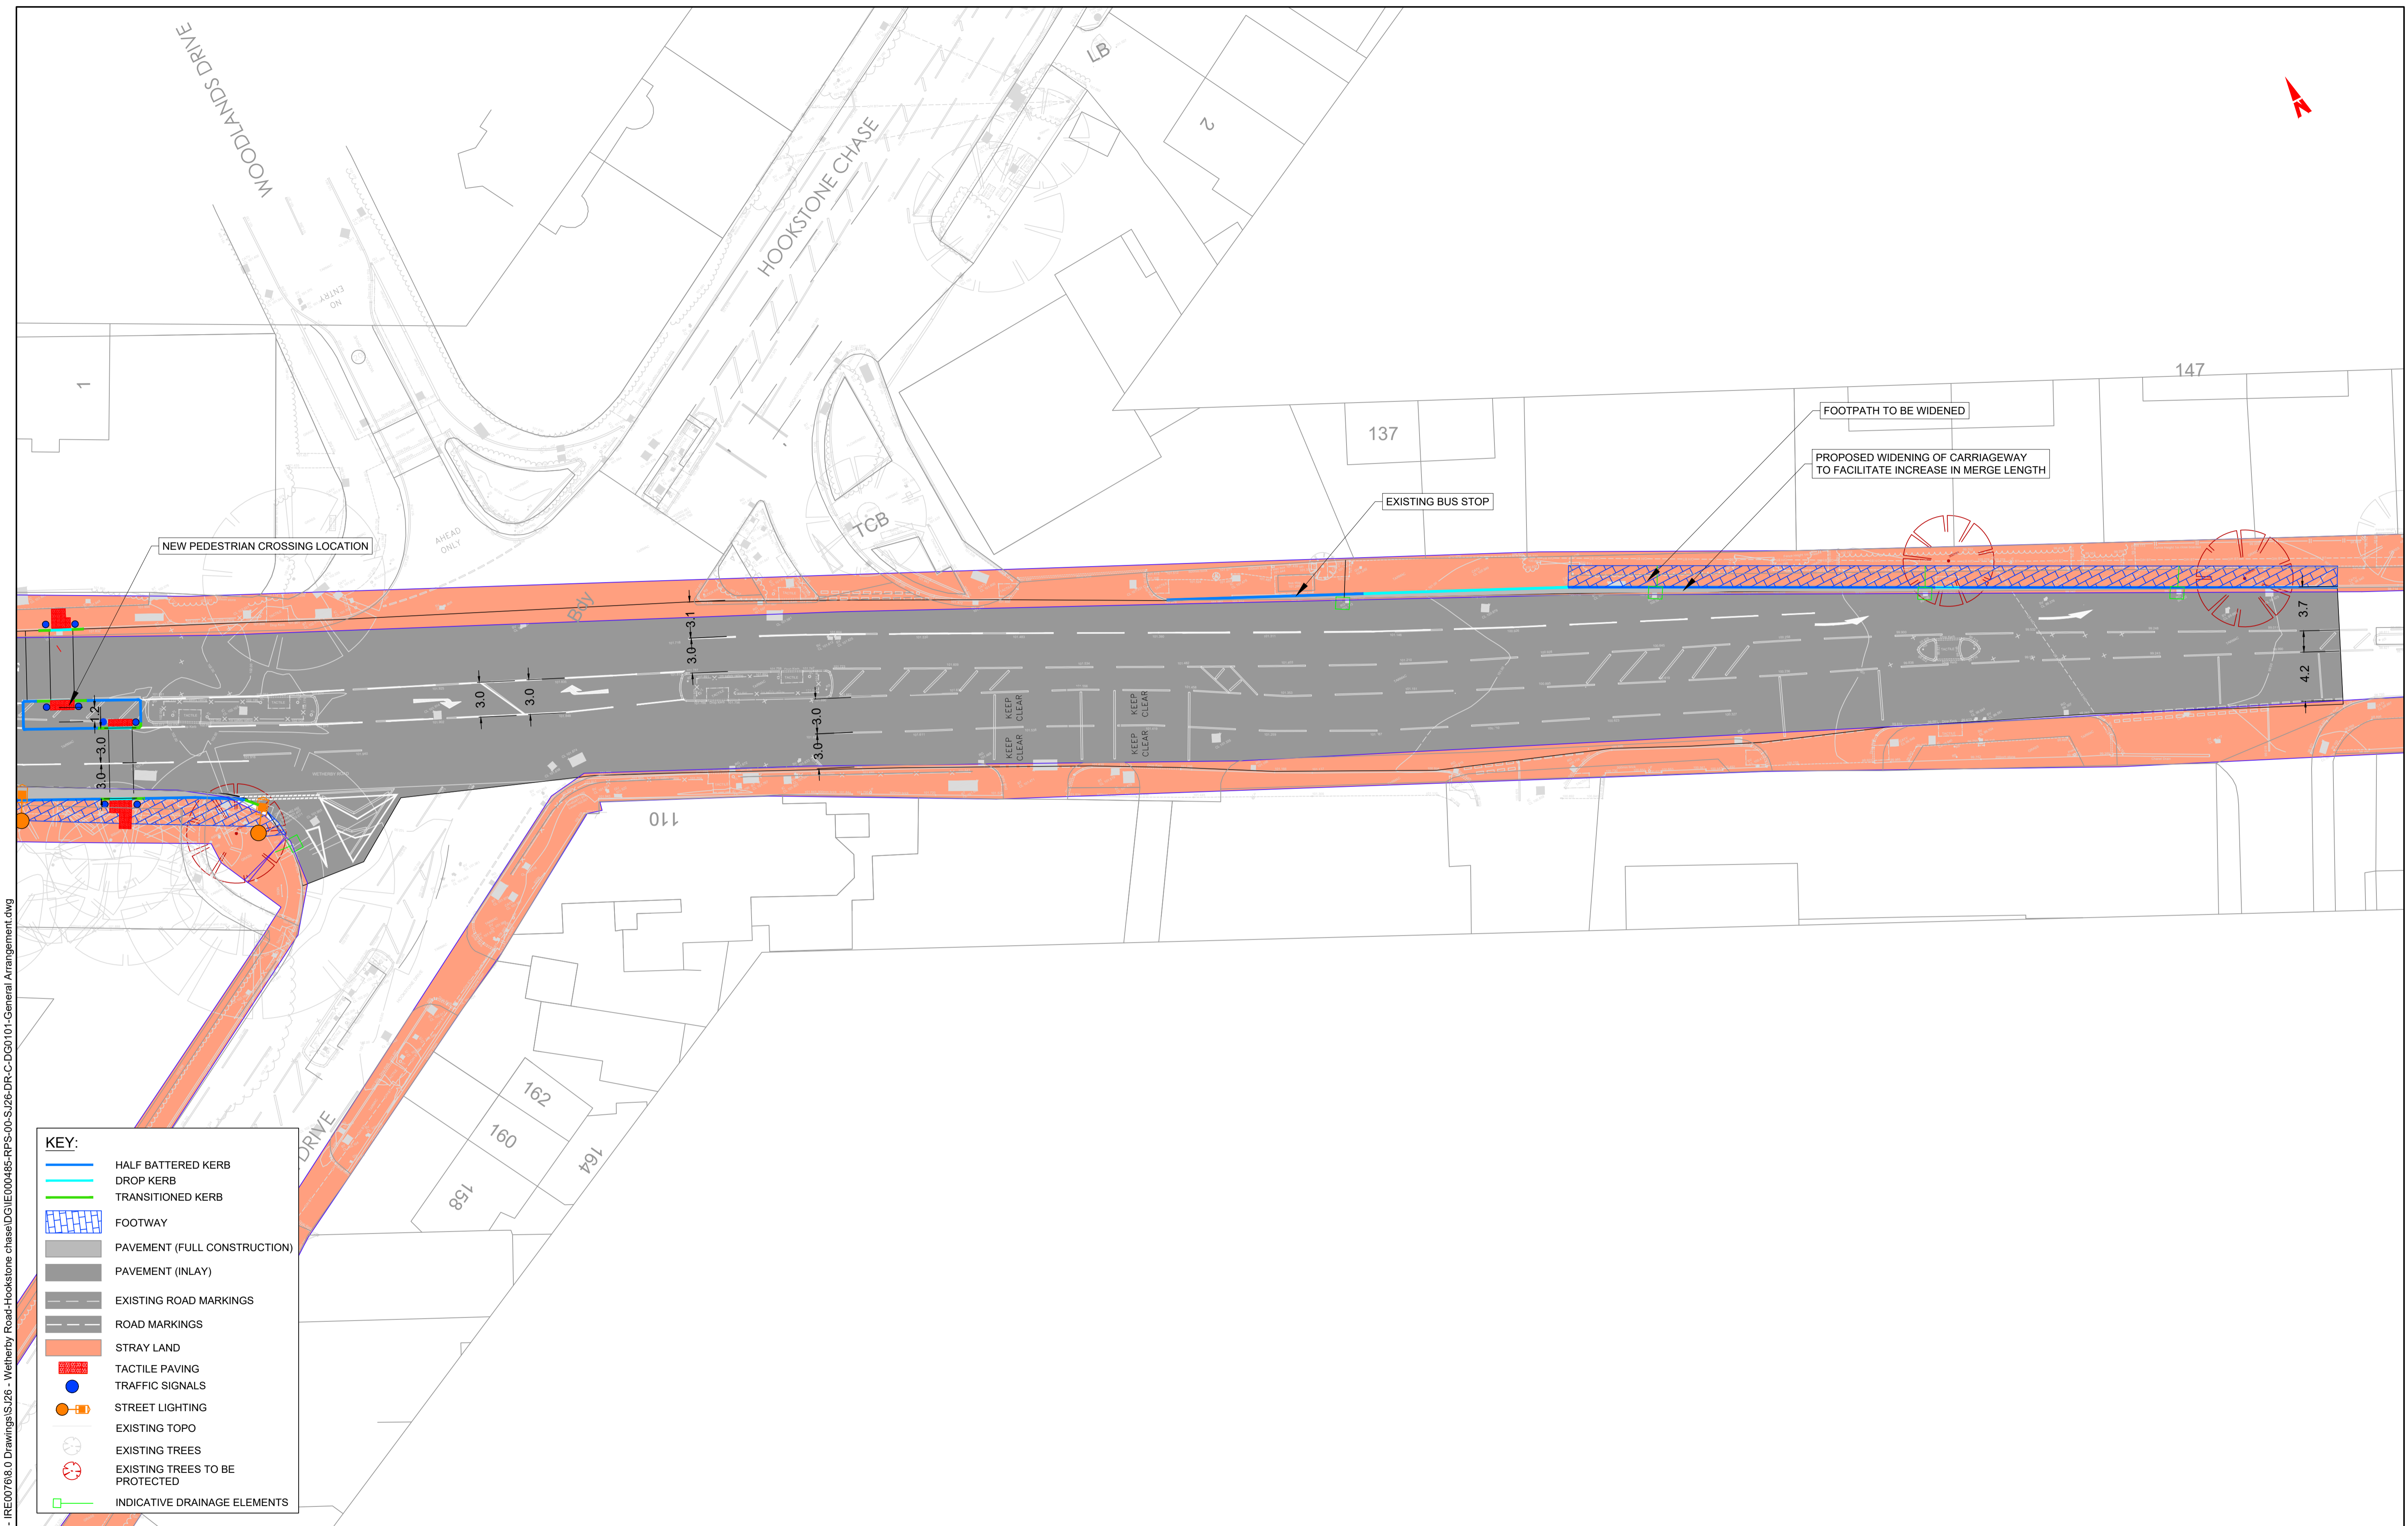 WOODLANDS DRIVE
HOOKSTONE CHASE
LB
2
N
NO
ENTRY
1
147
FOOTPATH TO BE WIDENED
137
PROPOSED WIDENING OF CARRIAGEWAY
TO FACILITATE INCREASE IN MERGE LENGTH
EXISTING BUS STOP
TCB
AHEAD
ONLY
NEW PEDESTRIAN CROSSING LOCATION
Bdy
3.1
3.0
3.0
3.0
3.7
4.2
1.2
3.0
3.0
3.0
3.0
KEEP
CLEAR
KEEP
CLEAR
KEEP
CLEAR
KEEP
CLEAR
110
162
160
164
158
DRIVE
KEY:
HALF BATTERED KERB
DROP KERB
TRANSITIONED KERB
FOOTWAY
PAVEMENT (FULL CONSTRUCTION)
PAVEMENT (INLAY)
EXISTING ROAD MARKINGS
ROAD MARKINGS
STRAY LAND
TACTILE PAVING
TRAFFIC SIGNALS
STREET LIGHTING
EXISTING TOPO
EXISTING TREES
EXISTING TREES TO BE
PROTECTED
INDICATIVE DRAINAGE ELEMENTS
- IRE0076\8.0 Drawings\SJ26 - Wetherby Road-Hookstone chase\DG\IE000485-RPS-00-SJ26-DR-C-DG0101-General Arrangement.dwg